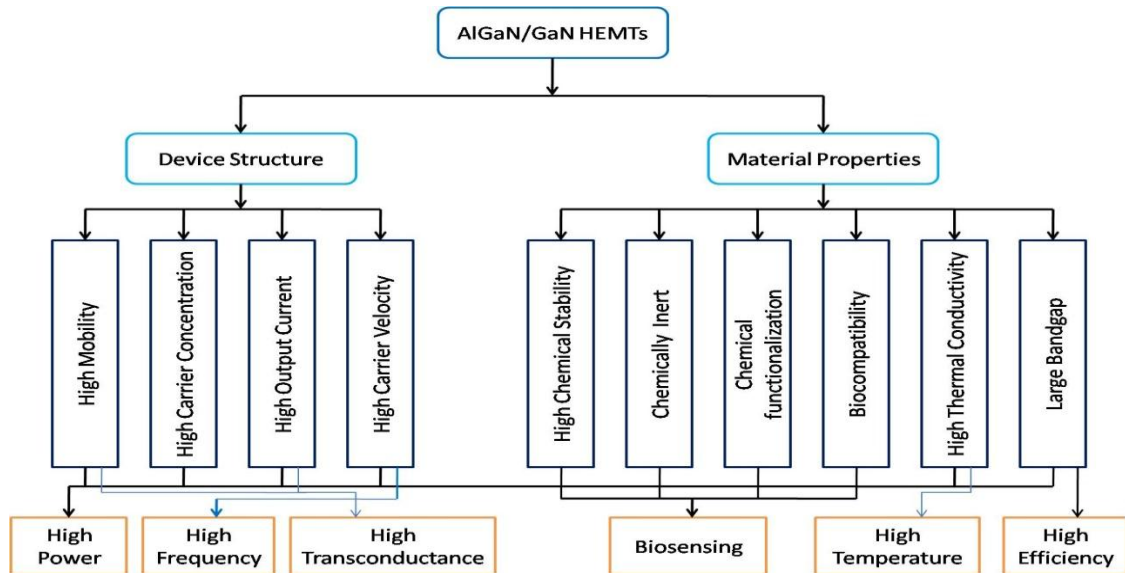 AlGaN/GaN HEMTs
Device Structure
Material Properties
High Mobility
High Carrier Concentration
High Output Current
High Carrier Velocity
High Chemical Stability
Chemically Inert
Chemical
functionalization
Biocompatibility
High Thermal Conductivity
Large Bandgap
High
Power
High
Frequency
High
Transconductance
Biosensing
High
Temperature
High
Efficiency